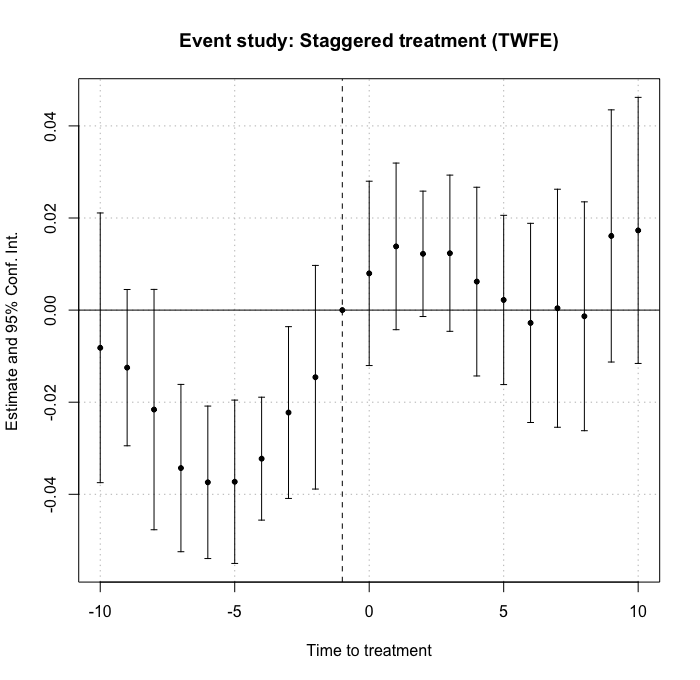 Event study: Staggered treatment (TWFE)
Estimate and 95% Conf. Int.
0.04
0.02
0.00
-0.02
-0.04
-10 -5 0 5 10
Time to treatment